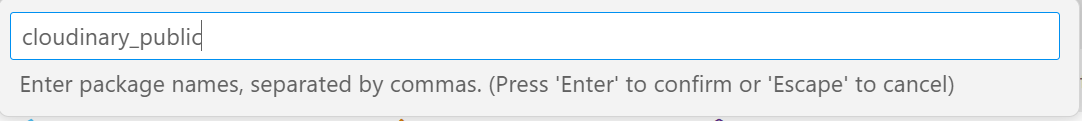 cloudinary_public
Enter package names, separated by commas. (Press 'Enter' to confirm or 'Escape' to cancel)